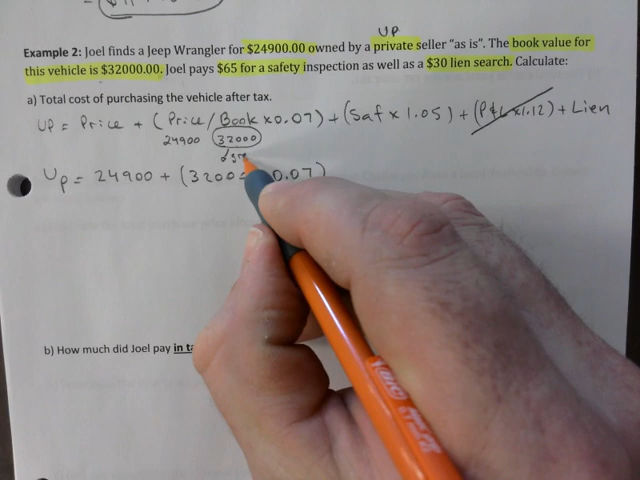 UP
Example 2: Joel finds a Jeep Wrangler for $24900.00 owned by a private seller "as is". The book value for
this vehicle is $32000.00. Joel pays $65 for a safety inspection as well as a $30 lien search. Calculate:
a) Total cost of purchasing the vehicle after tax.
UP = Price + (Price/Book x 0.07) + (Saf x 1.05) + (P&L x 1.12) + Lien
24900 32000
Up = 24900 + (3200 0.07)
b) How much did Joel pay in
BIC